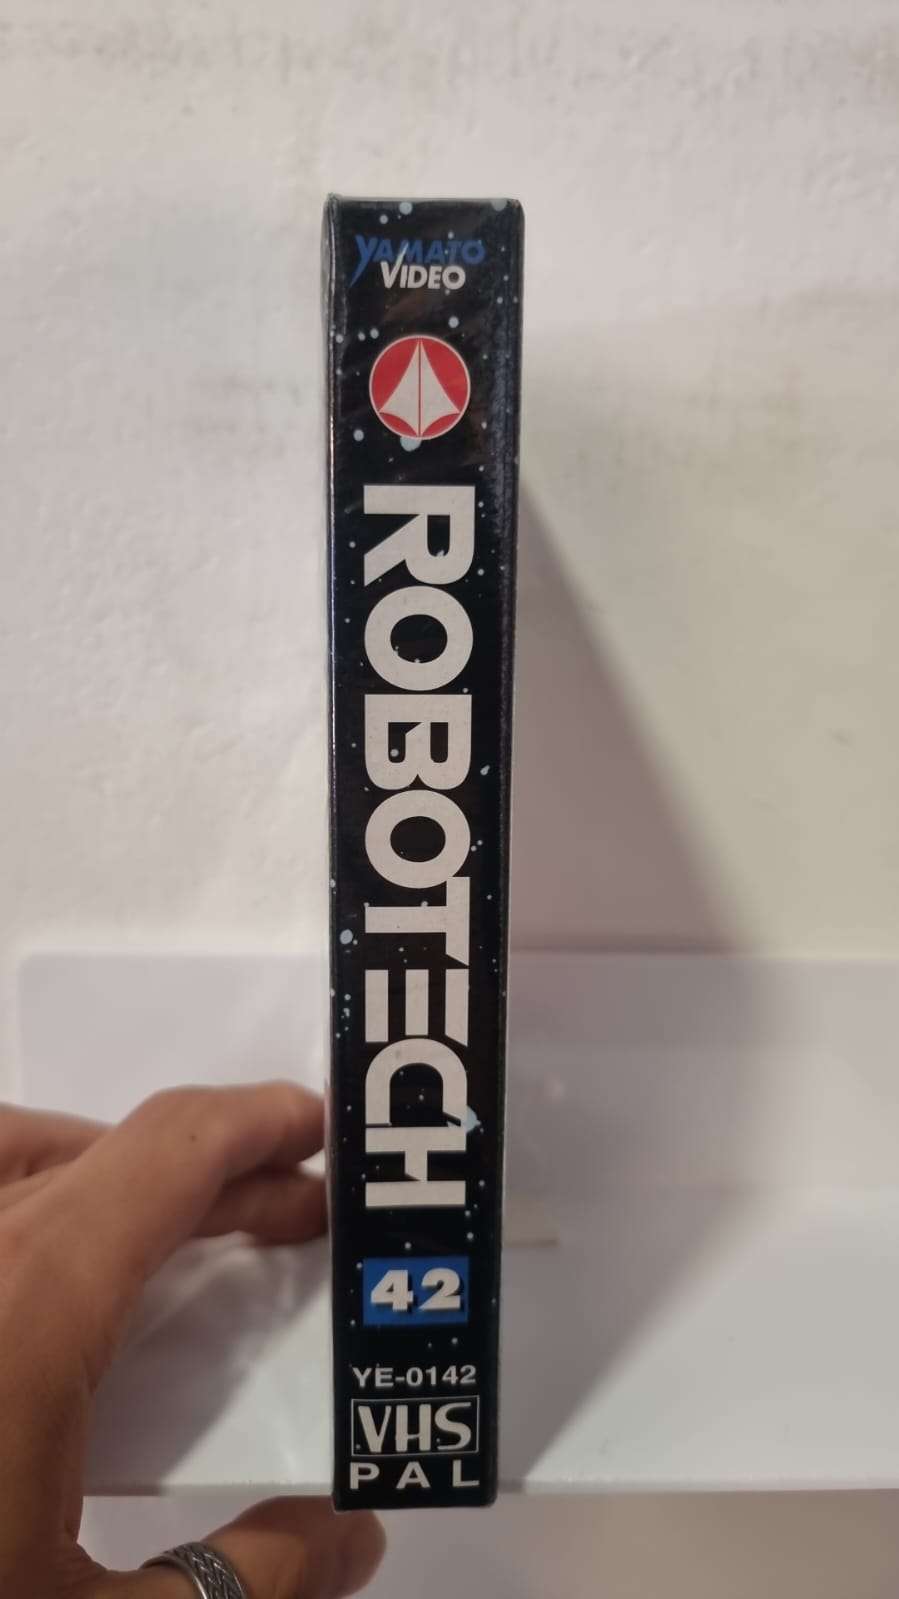 YAMATO
VIDEO
ROBOTECH
42
YE-0142
VHS
PAL